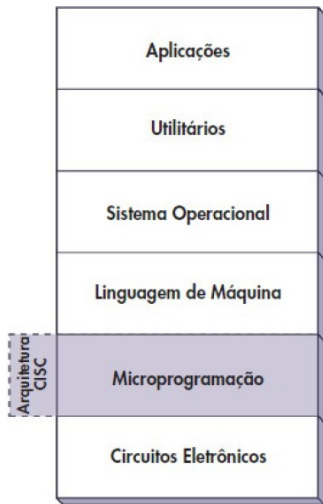 Aplicações
Utilitários
Sistema Operacional
Linguagem de Máquina
Arquitetura
CISC
Microprogramação
Circuitos Eletrônicos